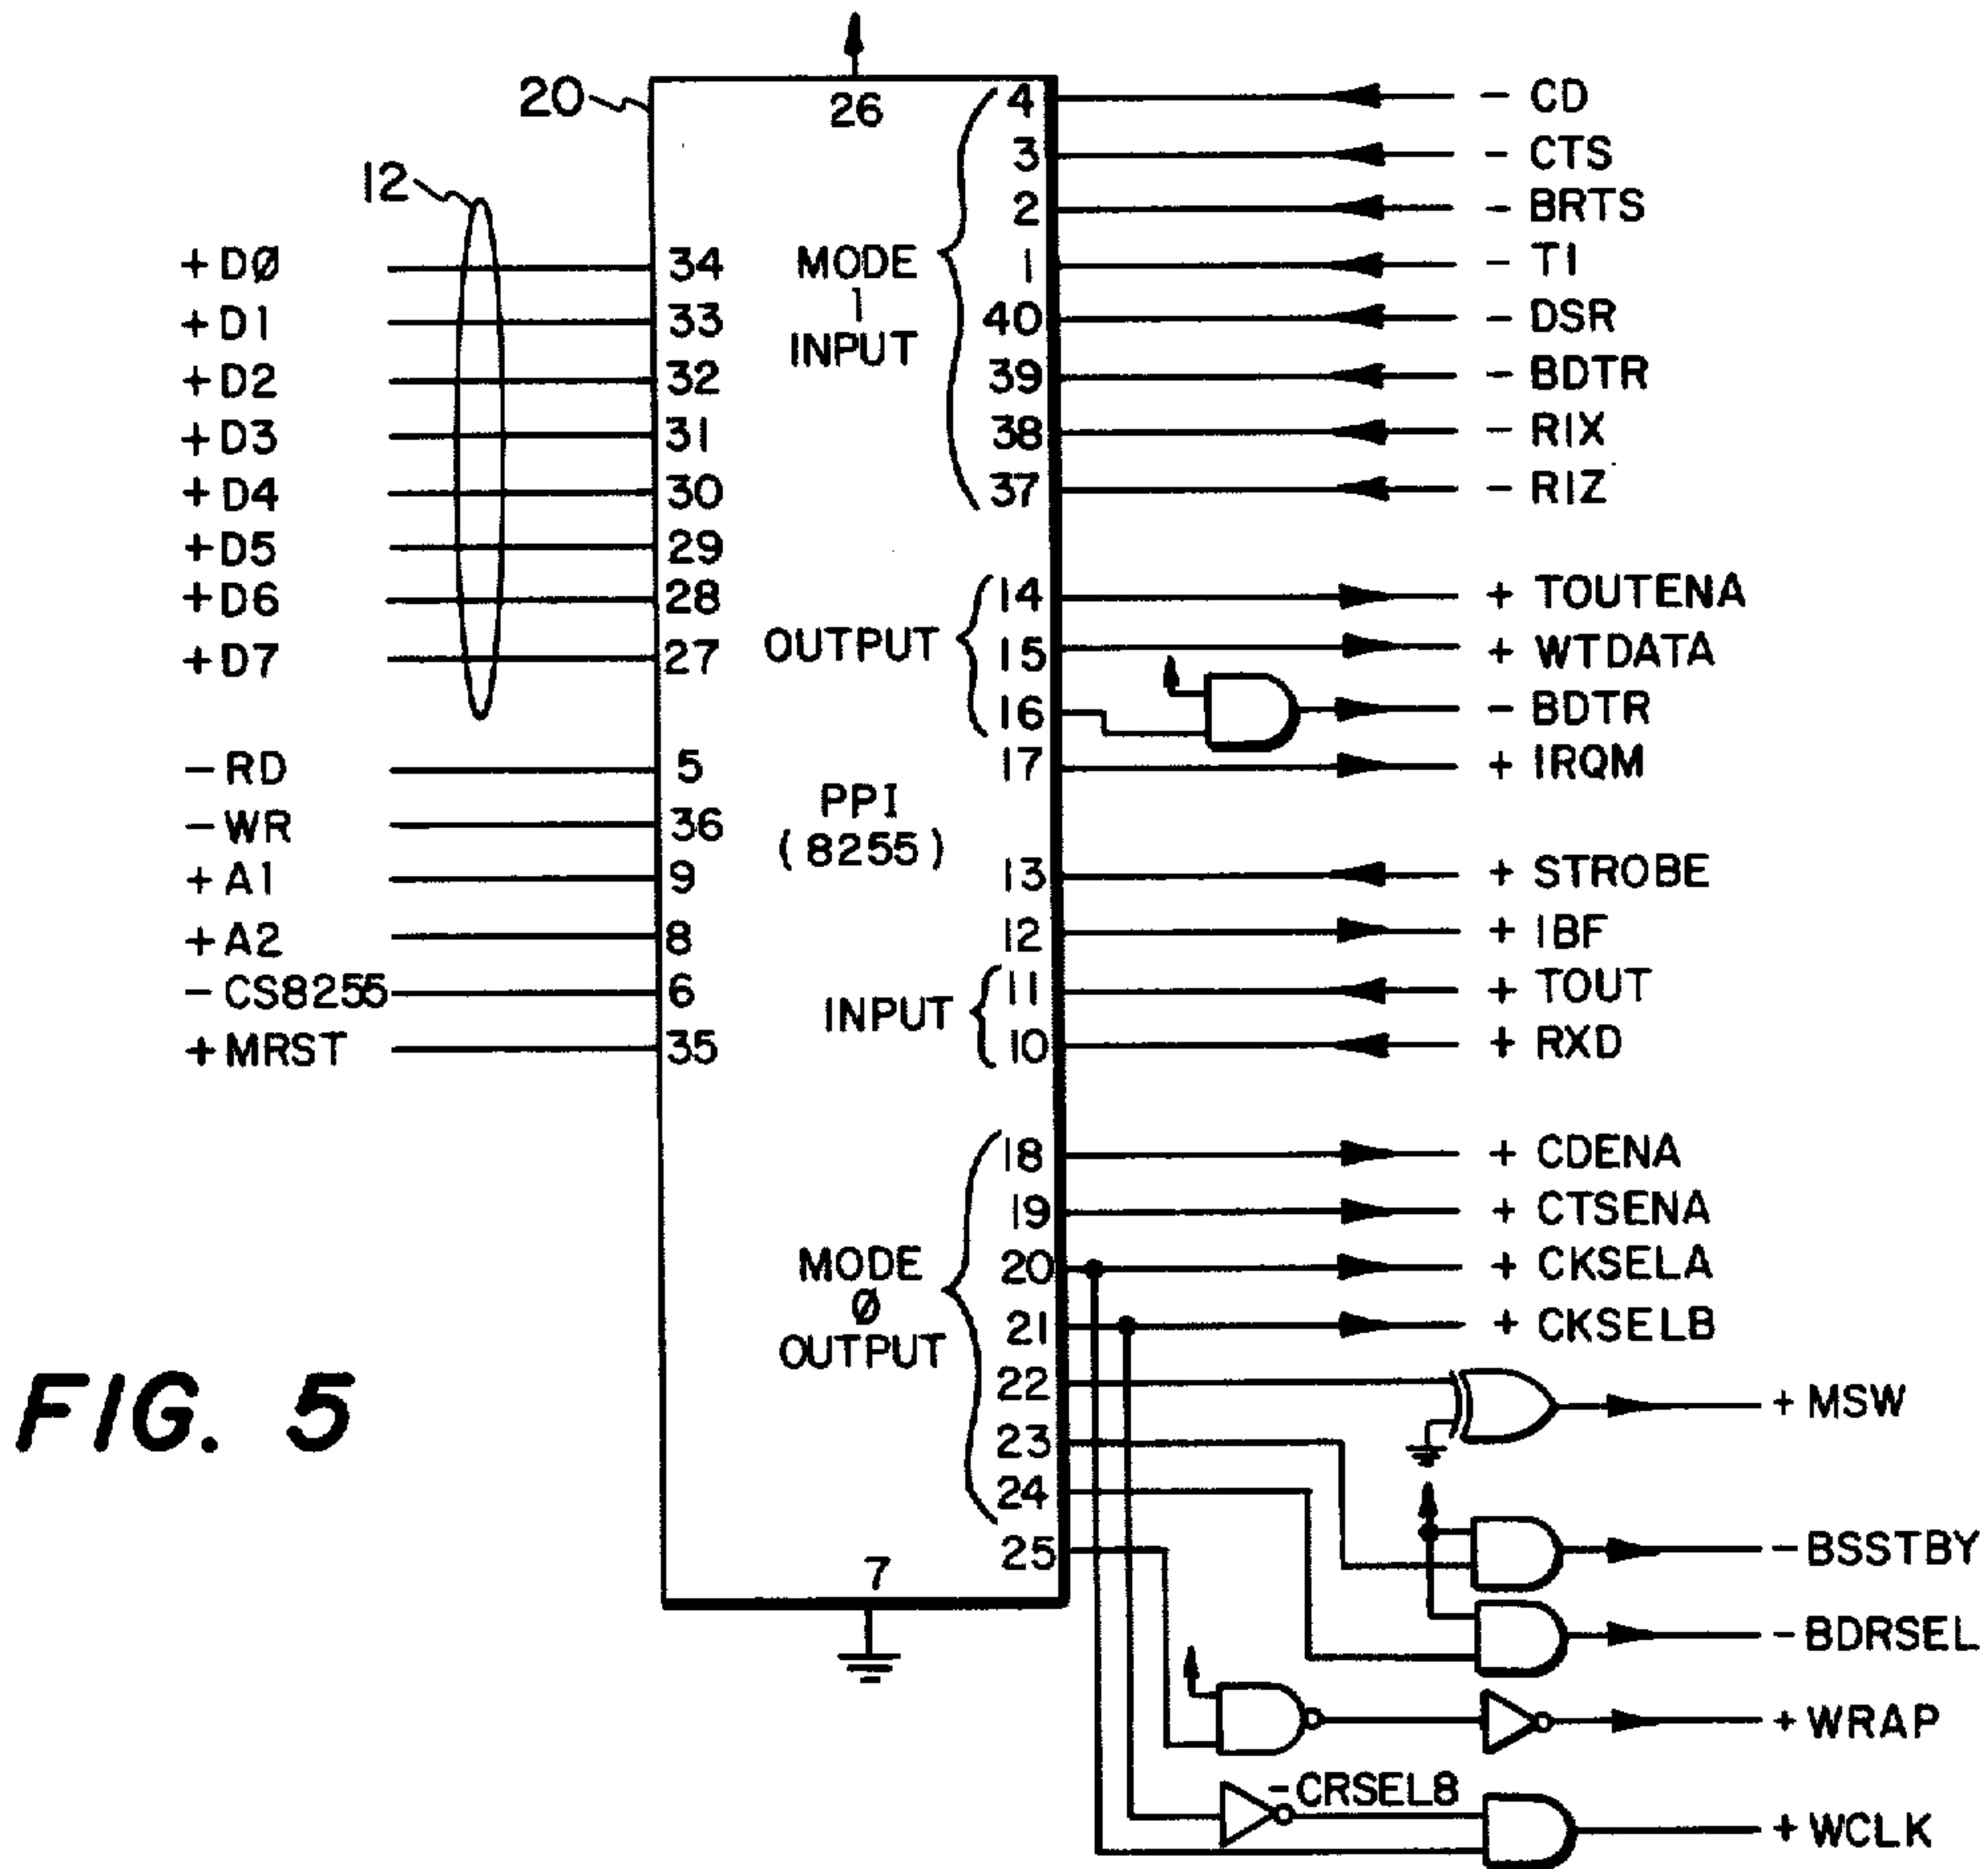 20
26
12
+ DØ 34
+ D1 33
+ D2 32
+ D3 31
+ D4 30
+ D5 29
+ D6 28
+ D7 27
- RD 5
- WR 36
+ A1 9
+ A2 8
- CS8255 6
+ MRST 35
MODE
1
INPUT
4 - CD
3 - CTS
2 - BRTS
1 - T1
40 - DSR
39 - BDTR
38 - RIX
37 - RIZ
OUTPUT
14 + TOUTENA
15 + WTDATA
16 - BDTR
17 + IRQM
PPI
(8255)
13 + STROBE
12 + IBF
INPUT
11 + TOUT
10 + RXD
MODE
Ø
OUTPUT
18 + CDENA
19 + CTSENA
20 + CKSELA
21 + CKSELB
22 + MSW
23 - BSSTBY
24 - BDRSEL
25 + WRAP
7
- CRSEL8
+ WCLK
FIG. 5